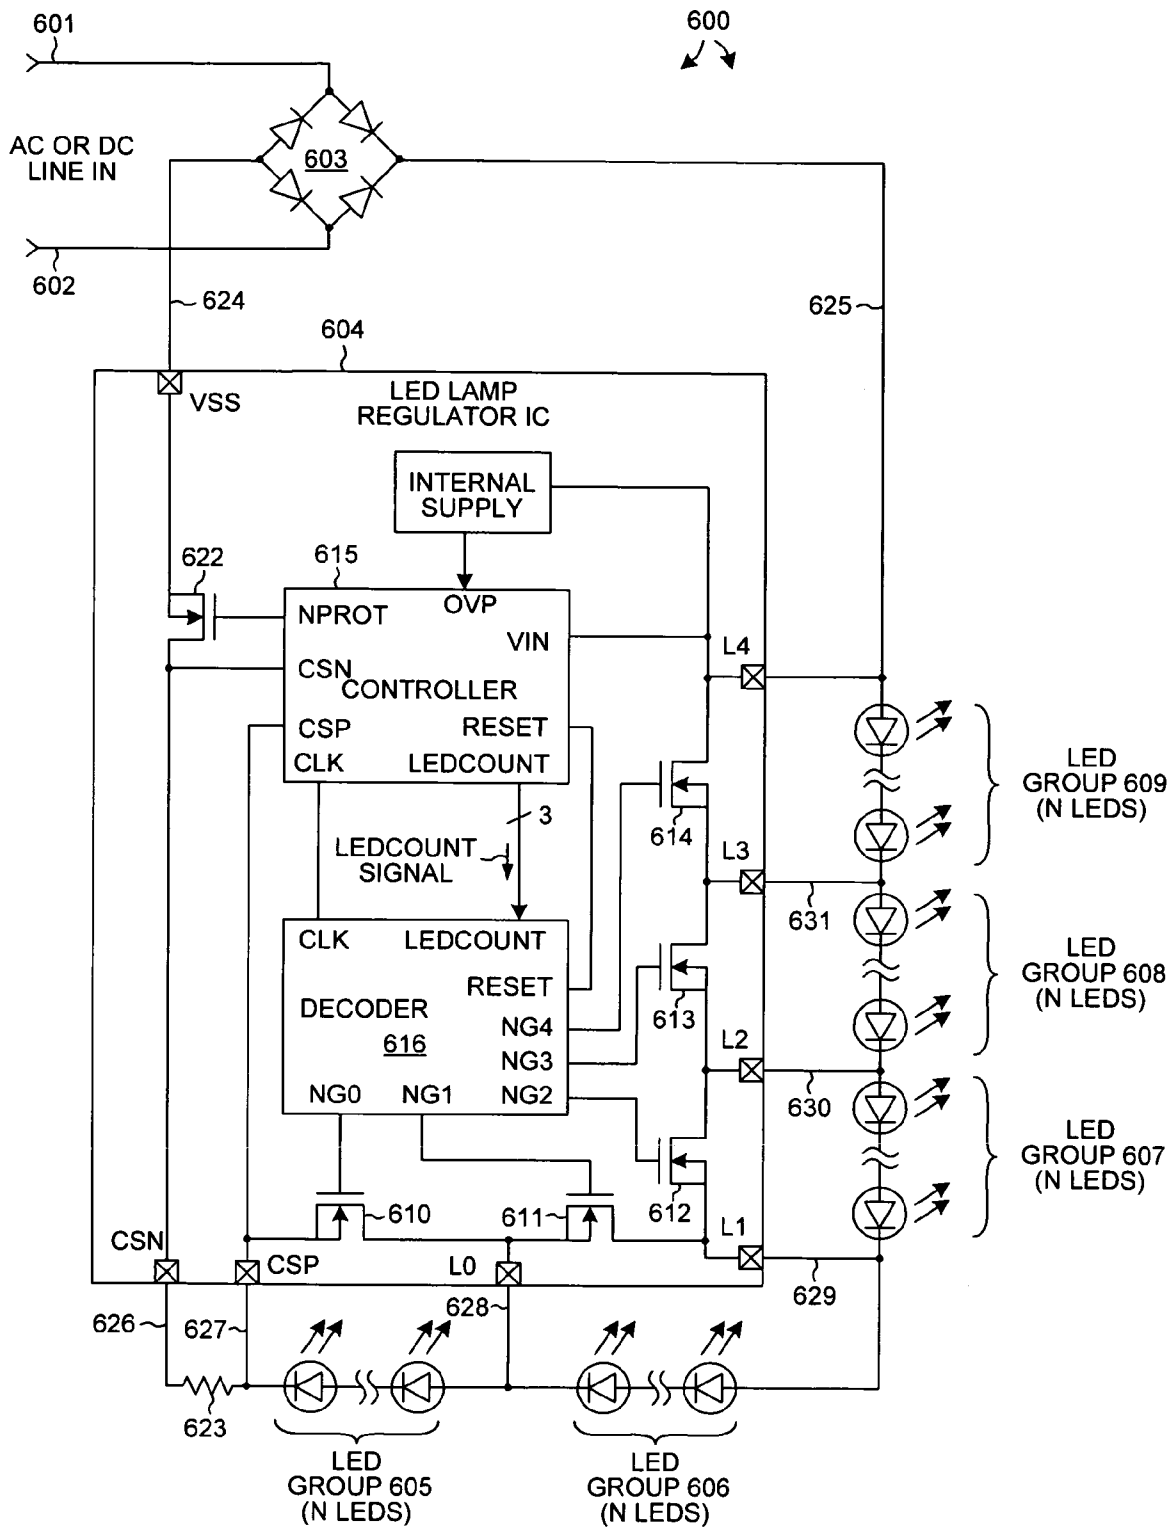 601
600
AC OR DC
LINE IN
603
602
624
625
604
VSS
LED LAMP
REGULATOR IC
INTERNAL
SUPPLY
622
615
OVP
NPROT
VIN
L4
CSN
CONTROLLER
CSP
RESET
CLK
LEDCOUNT
LED
GROUP 609
(N LEDS)
3
614
LEDCOUNT
SIGNAL
L3
631
CLK
LEDCOUNT
LED
GROUP 608
(N LEDS)
RESET
DECODER
616
NG4
613
NG3
L2
NG0
NG1
NG2
630
LED
GROUP 607
(N LEDS)
610
611
612
L1
CSN
CSP
L0
629
626
627
628
623
LED
GROUP 605
(N LEDS)
LED
GROUP 606
(N LEDS)